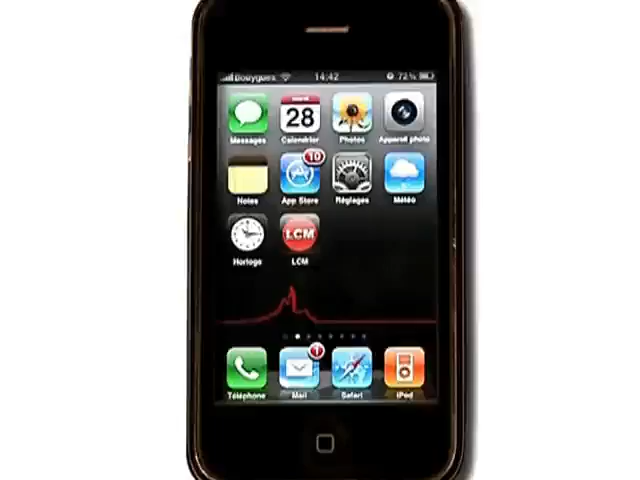 Bouygues 14:42 72%
28
Messages Calendrier Photos Appareil photo
10
Notes App Store Réglages Météo
LCM
Horloge LCM
1
Téléphone Mail Safari iPod